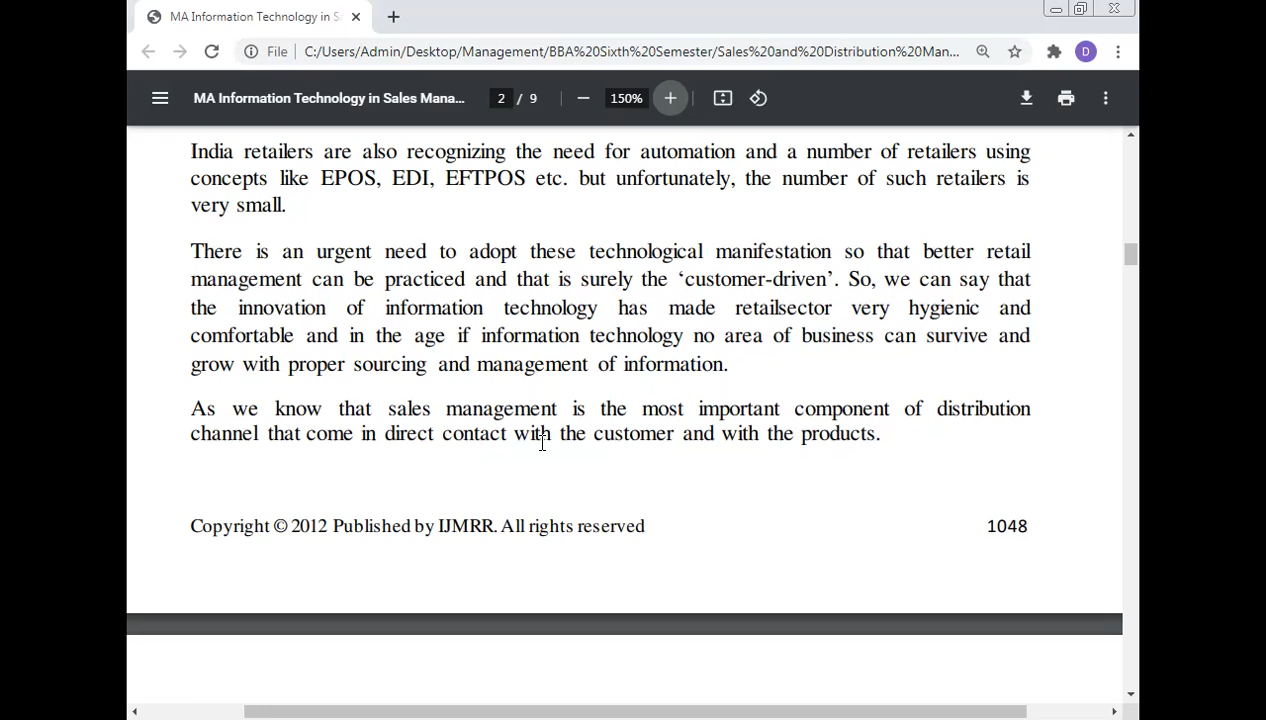 MA Information Technology in S
File C:/Users/Admin/Desktop/Management/BBA%20Sixth%20Semester/Sales%20and%20Distribution%20Man...
D
MA Information Technology in Sales Mana... 2 / 9 150%
India retailers are also recognizing the need for automation and a number of retailers using
concepts like EPOS, EDI, EFTPOS etc. but unfortunately, the number of such retailers is
very small.
There is an urgent need to adopt these technological manifestation so that better retail
management can be practiced and that is surely the ‘customer-driven’. So, we can say that
the innovation of information technology has made retailsector very hygienic and
comfortable and in the age if information technology no area of business can survive and
grow with proper sourcing and management of information.
As we know that sales management is the most important component of distribution
channel that come in direct contact with the customer and with the products.
Copyright © 2012 Published by IJMRR. All rights reserved 1048